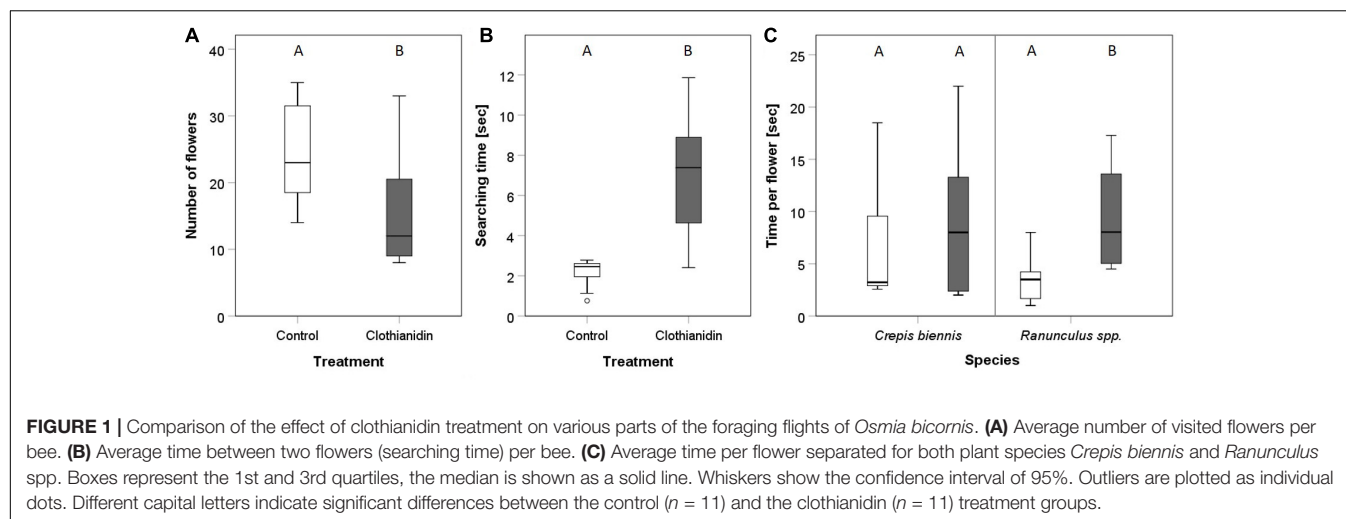 A
A B
40
30
20
10
0
Number of flowers
Control Clothianidin
Treatment
B
A B
12
10
8
6
4
2
0
Searching time [sec]
Control Clothianidin
Treatment
C
A A A B
25
20
15
10
5
0
Time per flower [sec]
Crepis biennis Ranunculus spp.
Species
FIGURE 1 | Comparison of the effect of clothianidin treatment on various parts of the foraging flights of Osmia bicornis. (A) Average number of visited flowers per
bee. (B) Average time between two flowers (searching time) per bee. (C) Average time per flower separated for both plant species Crepis biennis and Ranunculus
spp. Boxes represent the 1st and 3rd quartiles, the median is shown as a solid line. Whiskers show the confidence interval of 95%. Outliers are plotted as individual
dots. Different capital letters indicate significant differences between the control (n = 11) and the clothianidin (n = 11) treatment groups.